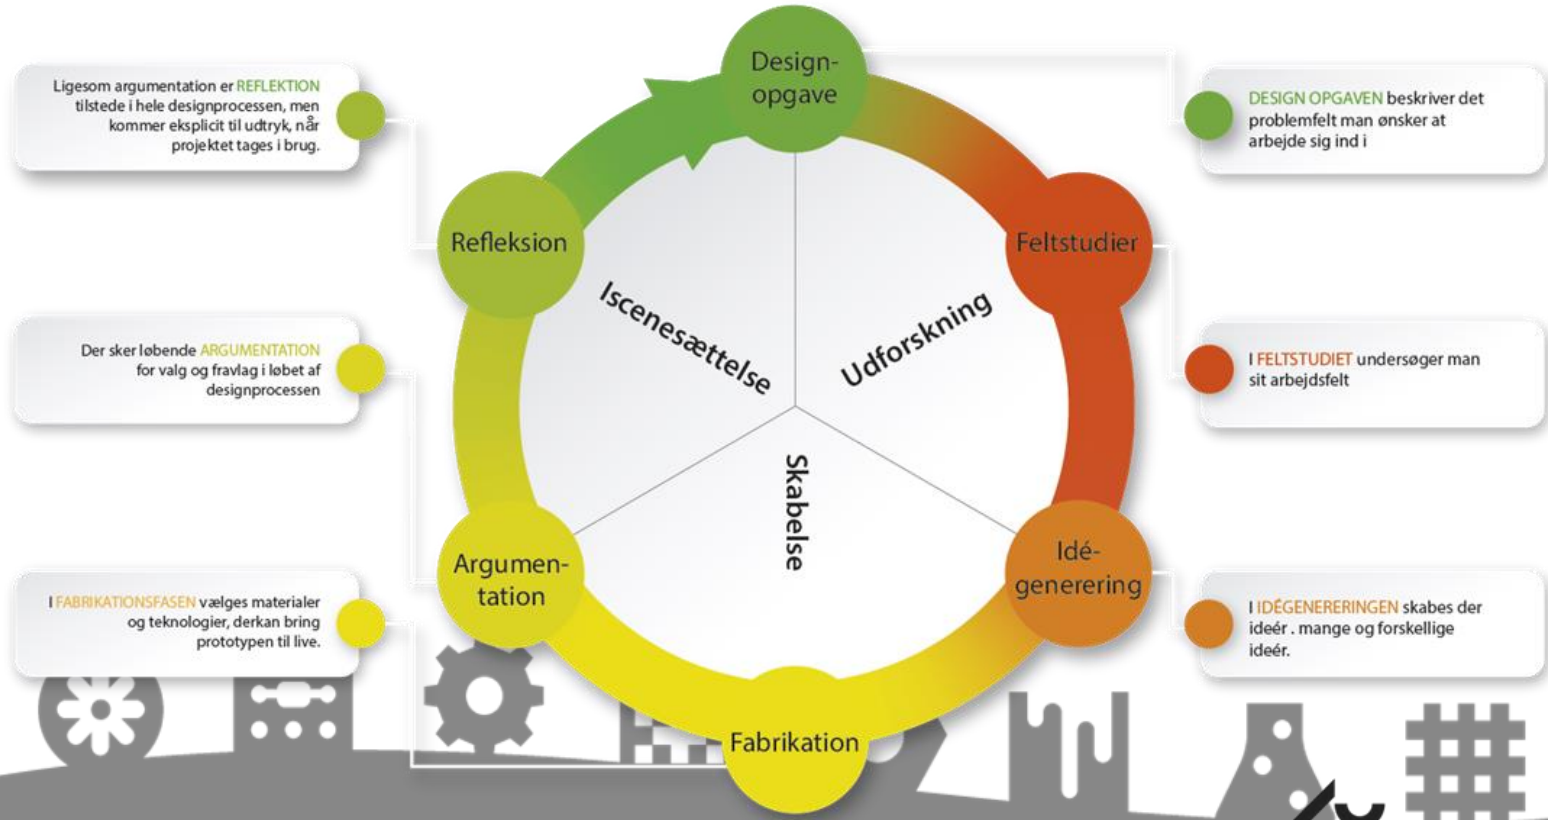 Design-
opgave
Feltstudier
Idé-
generering
Fabrikation
Argumen-
tation
Refleksion
Iscenesættelse
Udforskning
Skabelse
Ligesom argumentation er REFLEKTION
tilstede i hele designprocessen, men
kommer eksplicit til udtryk, når
projektet tages i brug.
Der sker løbende ARGUMENTATION
for valg og fravlag i løbet af
designprocessen
I FABRIKATIONSFASEN vælges materialer
og teknologier, derkan bring
prototypen til live.
DESIGN OPGAVEN beskriver det
problemfelt man ønsker at
arbejde sig ind i
I FELTSTUDIET undersøger man
sit arbejdsfelt
I IDÉGENERERINGEN skabes der
ideér . mange og forskellige
ideér.